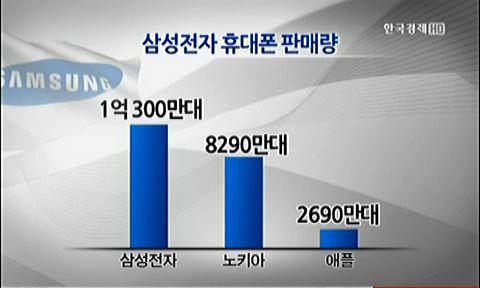 삼성전자 휴대폰 판매량
한국경제HD
SAMSUNG
1억 300만대
8290만대
2690만대
삼성전자
노키아
애플